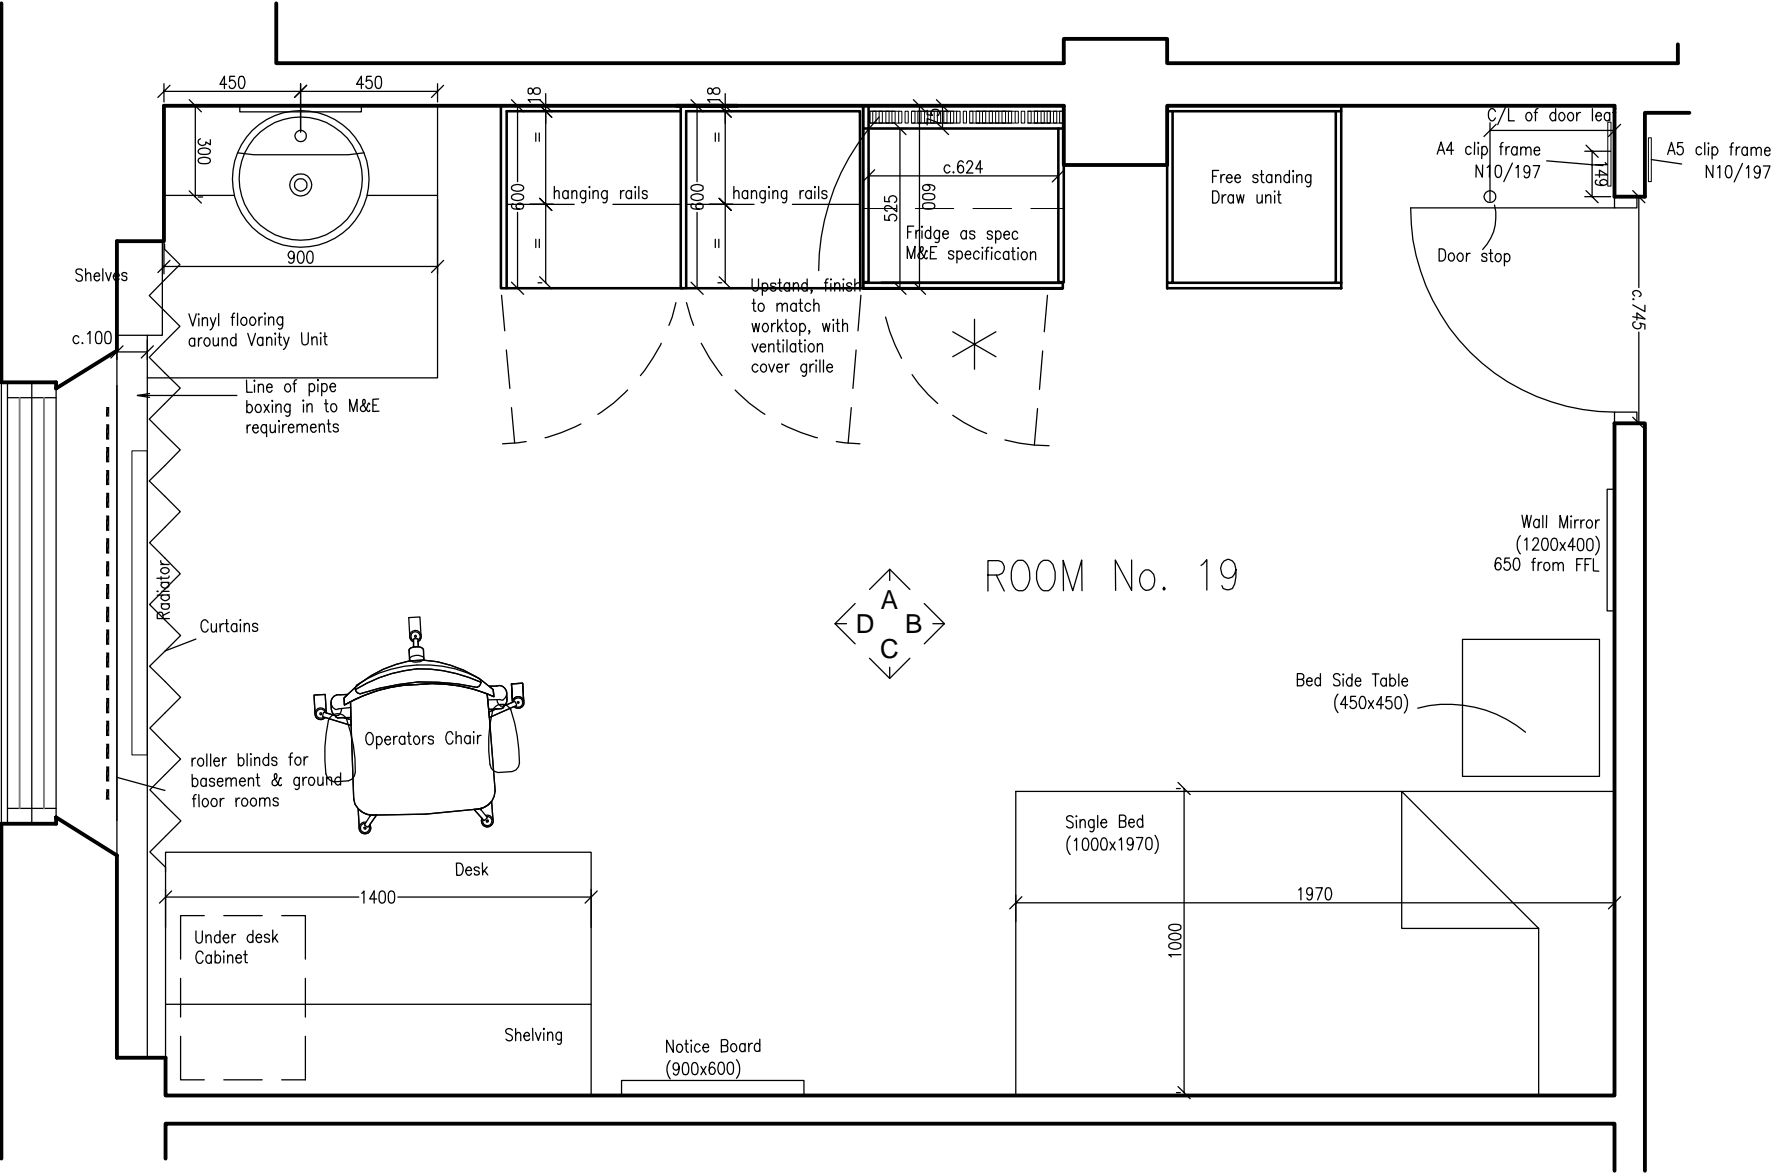 450
450
18
18
75
C/L of door leaf
A4 clip frame
N10/197
149
A5 clip frame
N10/197
300
600
=
=
hanging rails
600
=
=
hanging rails
c.624
525
600
Fridge as spec
M&E specification
Free standing
Draw unit
Door stop
900
Shelves
c.745
Vinyl flooring
around Vanity Unit
c.100
Upstand, finish
to match
worktop, with
ventilation
cover grille
Line of pipe
boxing in to M&E
requirements
Wall Mirror
(1200x400)
650 from FFL
ROOM No. 19
A
D B
C
Radiator
Curtains
Bed Side Table
(450x450)
Operators Chair
roller blinds for
basement & ground
floor rooms
Single Bed
(1000x1970)
Desk
1400
1970
1000
Under desk
Cabinet
Shelving
Notice Board
(900x600)